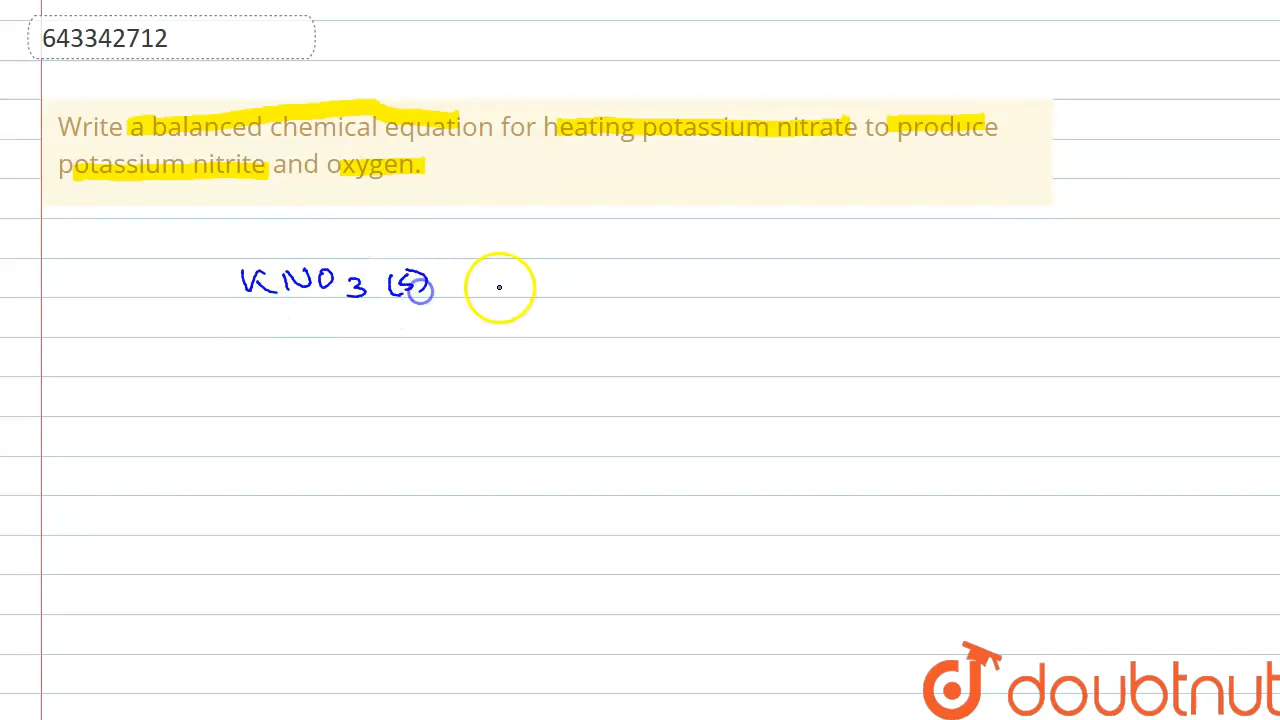 643342712
Write a balanced chemical equation for heating potassium nitrate to produce
potassium nitrite and oxygen.
KNO3 (s)
doubtnut